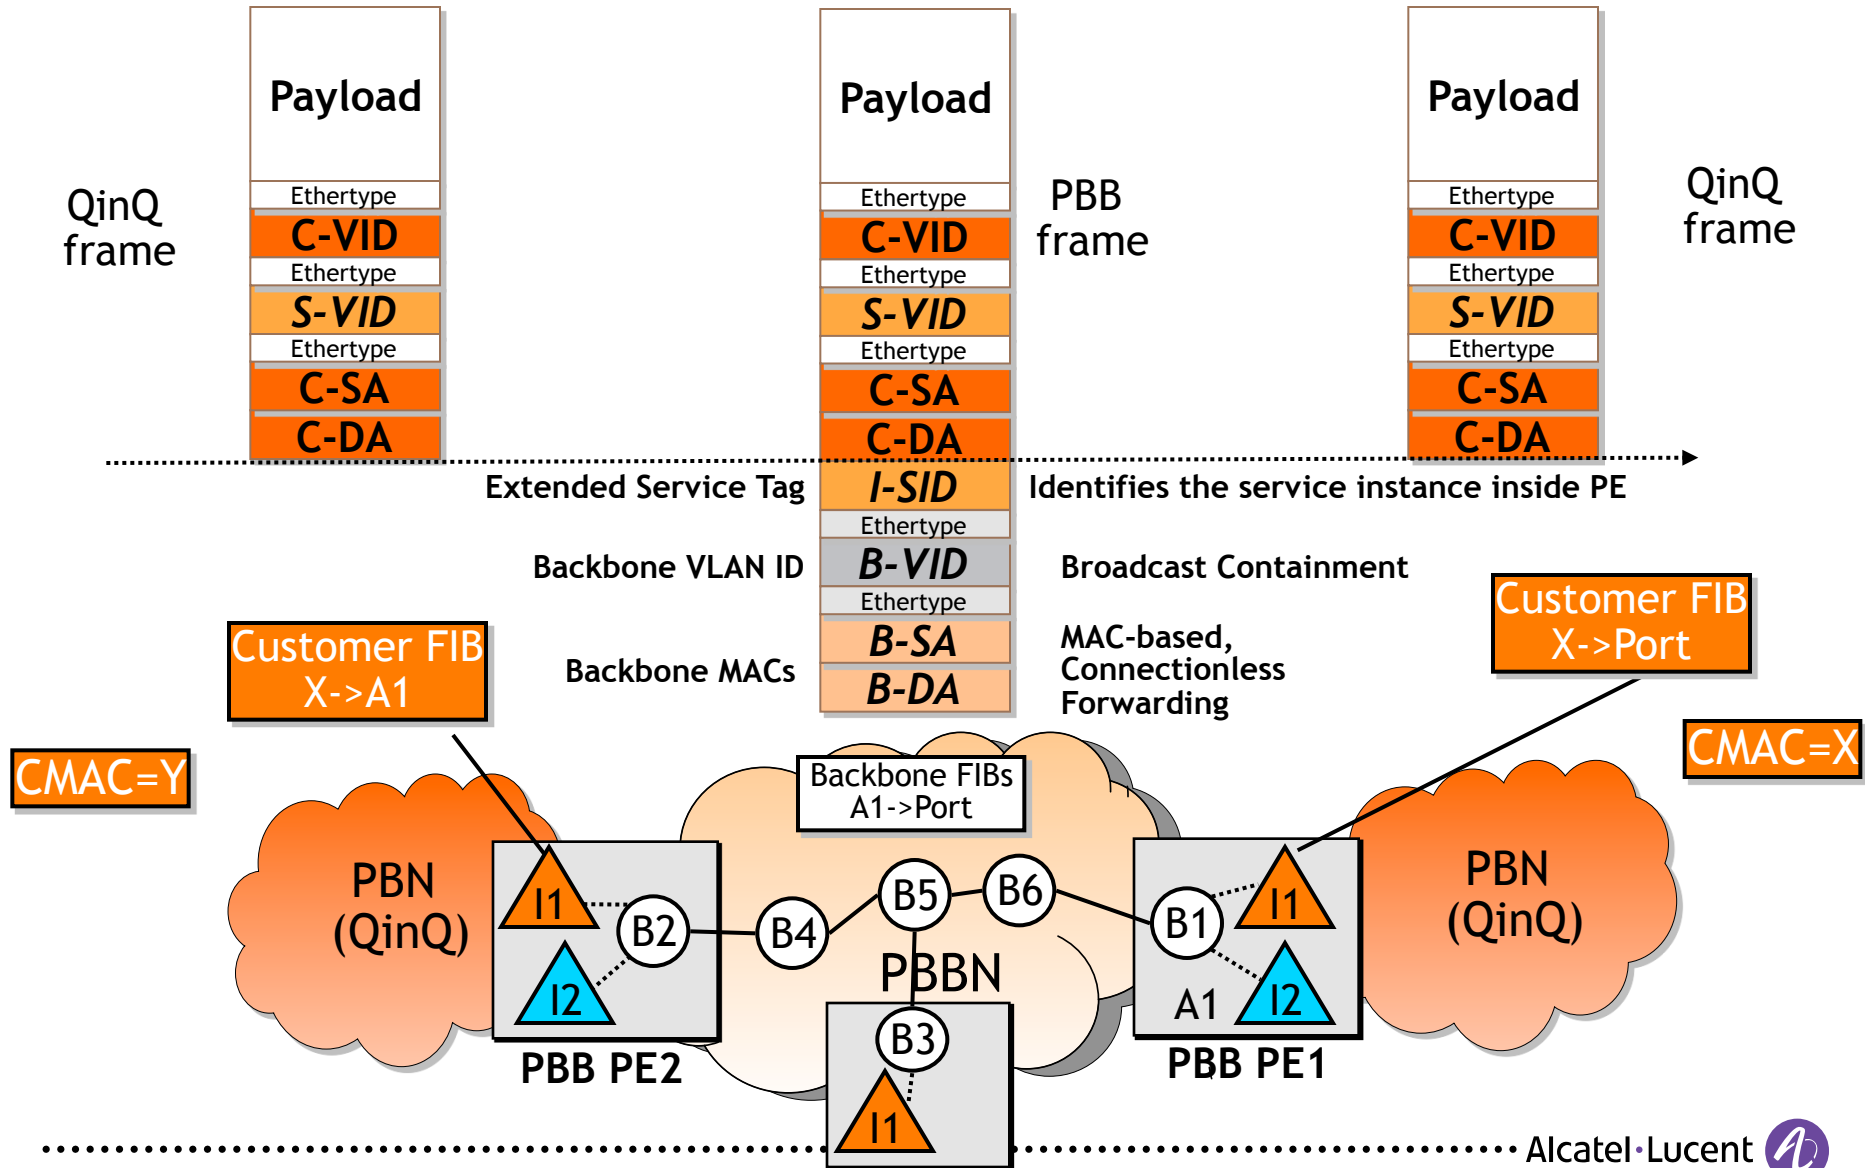 Payload
Ethertype
C-VID
Ethertype
S-VID
Ethertype
C-SA
C-DA
QinQ
frame
Payload
Ethertype
C-VID
Ethertype
S-VID
Ethertype
C-SA
C-DA
I-SID
Ethertype
B-VID
Ethertype
B-SA
B-DA
PBB
frame
Payload
Ethertype
C-VID
Ethertype
S-VID
Ethertype
C-SA
C-DA
QinQ
frame
Extended Service Tag
Identifies the service instance inside PE
Backbone VLAN ID
Broadcast Containment
Backbone MACs
MAC-based,
Connectionless
Forwarding
Customer FIB
X->A1
Customer FIB
X->Port
CMAC=Y
CMAC=X
Backbone FIBs
A1->Port
PBN
(QinQ)
I1
B2
I2
PBB PE2
B4
B5
B6
PBBN
B3
I1
B1
I1
A1
I2
PBB PE1
PBN
(QinQ)
Alcatel·Lucent